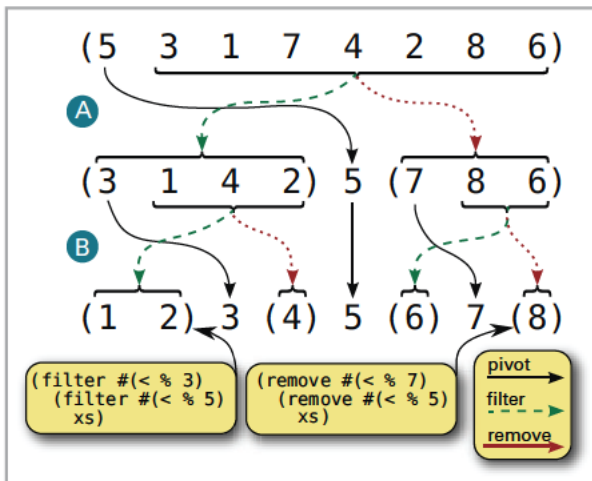 (5 3 1 7 4 2 8 6)
A
(3 1 4 2) 5 (7 8 6)
B
(1 2) 3 (4) 5 (6) 7 (8)
(filter #(< % 3)
(filter #(< % 5)
xs)
(remove #(< % 7)
(remove #(< % 5)
xs)
pivot
filter
remove